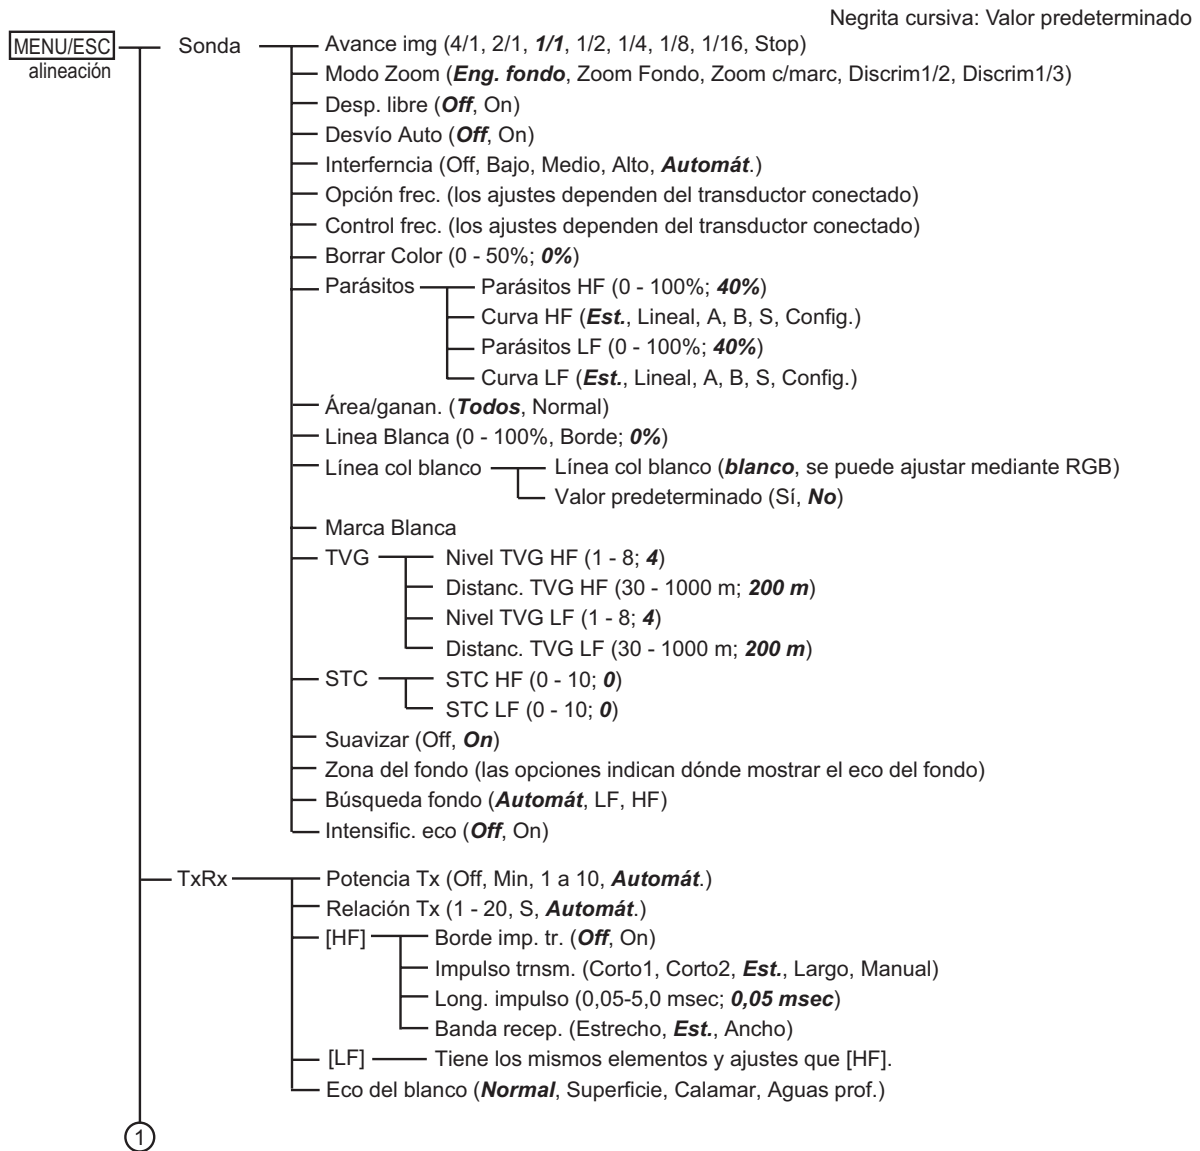 Negrita cursiva: Valor predeterminado
MENU/ESC
alineación
Sonda
Avance img (4/1, 2/1, 1/1, 1/2, 1/4, 1/8, 1/16, Stop)
Modo Zoom (Eng. fondo, Zoom Fondo, Zoom c/marc, Discrim1/2, Discrim1/3)
Desp. libre (Off, On)
Desvío Auto (Off, On)
Interferncia (Off, Bajo, Medio, Alto, Automát.)
Opción frec. (los ajustes dependen del transductor conectado)
Control frec. (los ajustes dependen del transductor conectado)
Borrar Color (0 - 50%; 0%)
Parásitos
Parásitos HF (0 - 100%; 40%)
Curva HF (Est., Lineal, A, B, S, Config.)
Parásitos LF (0 - 100%; 40%)
Curva LF (Est., Lineal, A, B, S, Config.)
Área/ganan. (Todos, Normal)
Linea Blanca (0 - 100%, Borde; 0%)
Línea col blanco
Línea col blanco (blanco, se puede ajustar mediante RGB)
Valor predeterminado (Sí, No)
Marca Blanca
TVG
Nivel TVG HF (1 - 8; 4)
Distanc. TVG HF (30 - 1000 m; 200 m)
Nivel TVG LF (1 - 8; 4)
Distanc. TVG LF (30 - 1000 m; 200 m)
STC
STC HF (0 - 10; 0)
STC LF (0 - 10; 0)
Suavizar (Off, On)
Zona del fondo (las opciones indican dónde mostrar el eco del fondo)
Búsqueda fondo (Automát, LF, HF)
Intensific. eco (Off, On)
TxRx
Potencia Tx (Off, Min, 1 a 10, Automát.)
Relación Tx (1 - 20, S, Automát.)
[HF]
Borde imp. tr. (Off, On)
Impulso trnsm. (Corto1, Corto2, Est., Largo, Manual)
Long. impulso (0,05-5,0 msec; 0,05 msec)
Banda recep. (Estrecho, Est., Ancho)
[LF]
Tiene los mismos elementos y ajustes que [HF].
Eco del blanco (Normal, Superficie, Calamar, Aguas prof.)
1